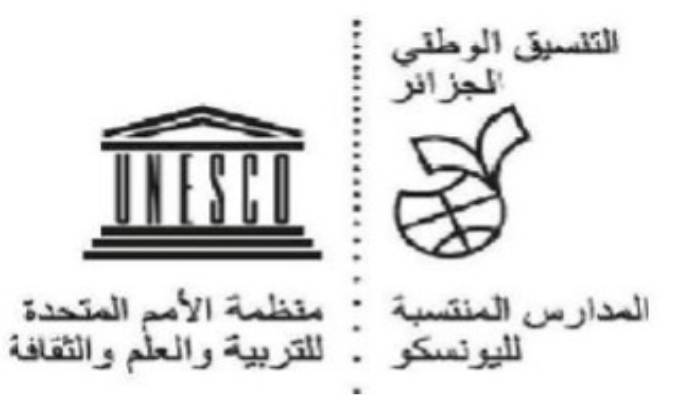 التنسيق الوطني
الجزائر
المدارس المنتسبة
لليونسكو
UNESCO
منظمة الأمم المتحدة
للتربية والعلم والثقافة